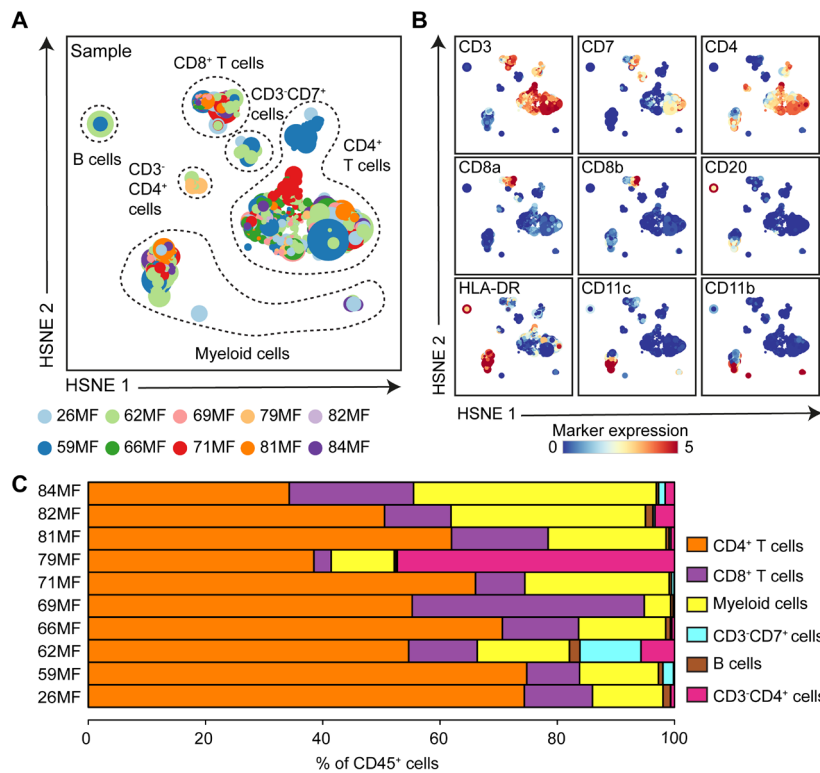 A
Sample
CD8⁺ T cells
CD3⁻CD7⁺
cells
CD4⁺
T cells
B cells
CD3⁻
CD4⁺
cells
Myeloid cells
HSNE 2
HSNE 1
26MF 62MF 69MF 79MF 82MF
59MF 66MF 71MF 81MF 84MF
B
CD3 CD7 CD4
CD8a CD8b CD20
HLA-DR CD11c CD11b
HSNE 2
HSNE 1
Marker expression
0 5
C
84MF
82MF
81MF
79MF
71MF
69MF
66MF
62MF
59MF
26MF
0 20 40 60 80 100
% of CD45⁺ cells
CD4⁺ T cells
CD8⁺ T cells
Myeloid cells
CD3⁻CD7⁺ cells
B cells
CD3⁻CD4⁺ cells